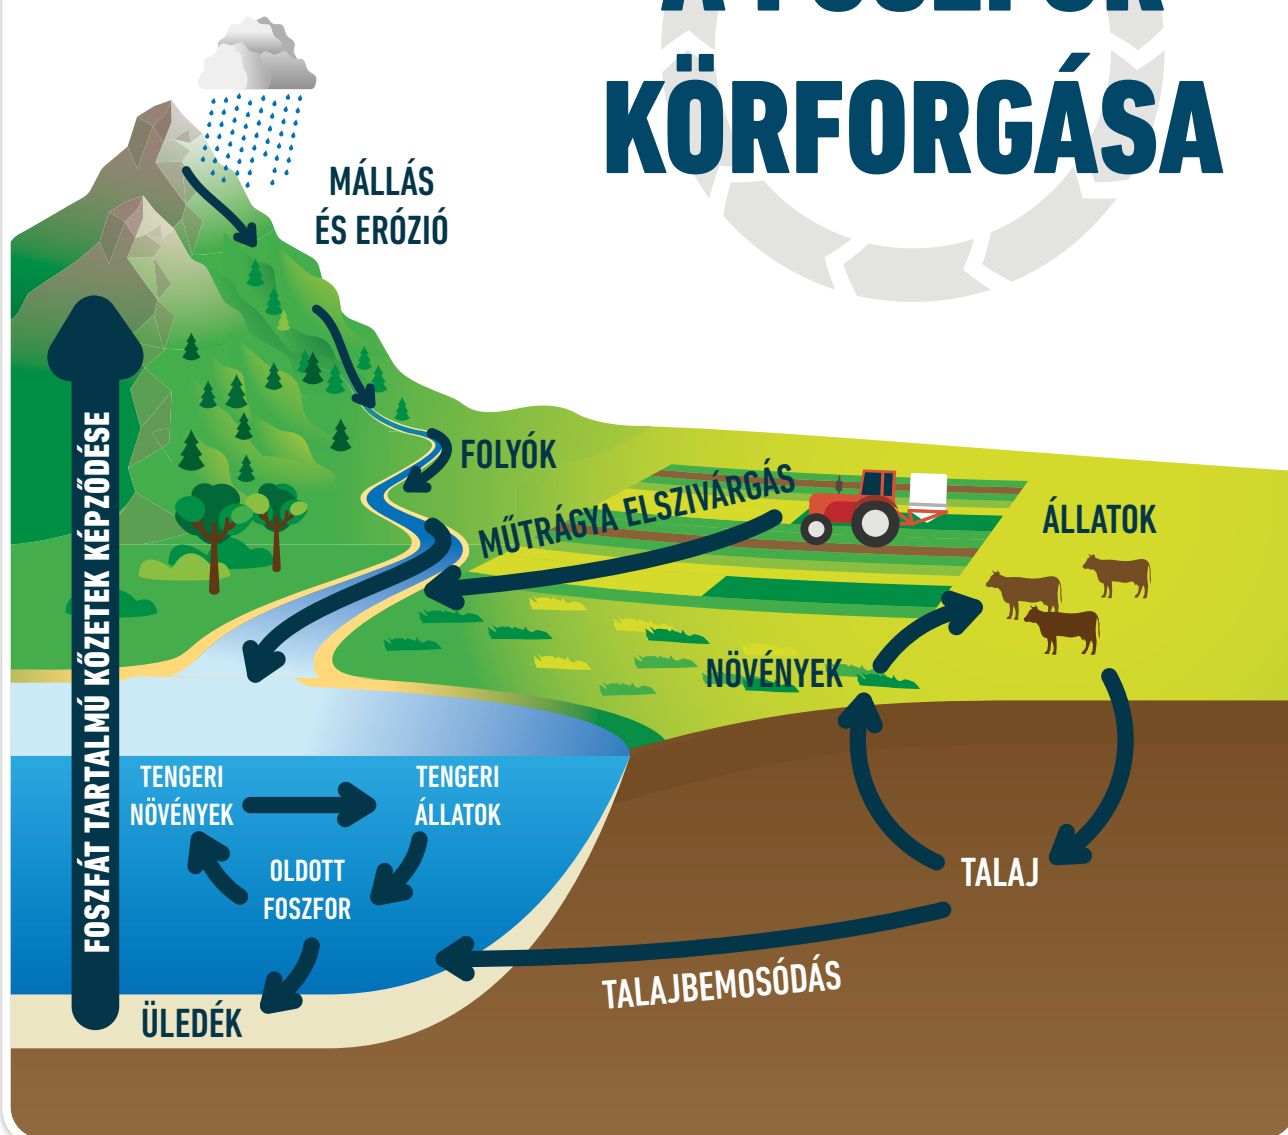 A FOSZFOR
KÖRFORGÁSA
MÁLLÁS
ÉS ERÓZIÓ
FOLYÓK
MŰTRÁGYA ELSZIVÁRGÁS
ÁLLATOK
NÖVÉNYEK
FOSZFÁT TARTALMÚ KŐZETEK KÉPZŐDÉSE
TENGERI
NÖVÉNYEK
TENGERI
ÁLLATOK
OLDOTT
FOSZFOR
TALAJ
TALAJBEMOSÓDÁS
ÜLEDÉK